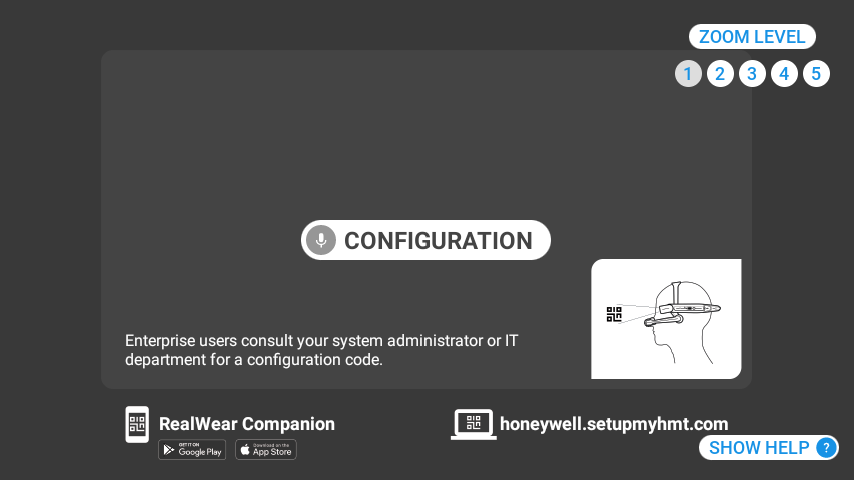 ZOOM LEVEL
1 2 3 4 5
CONFIGURATION
Enterprise users consult your system administrator or IT
department for a configuration code.
RealWear Companion
GET IT ON
Google Play
Download on the
App Store
honeywell.setupmyhmt.com
SHOW HELP ?